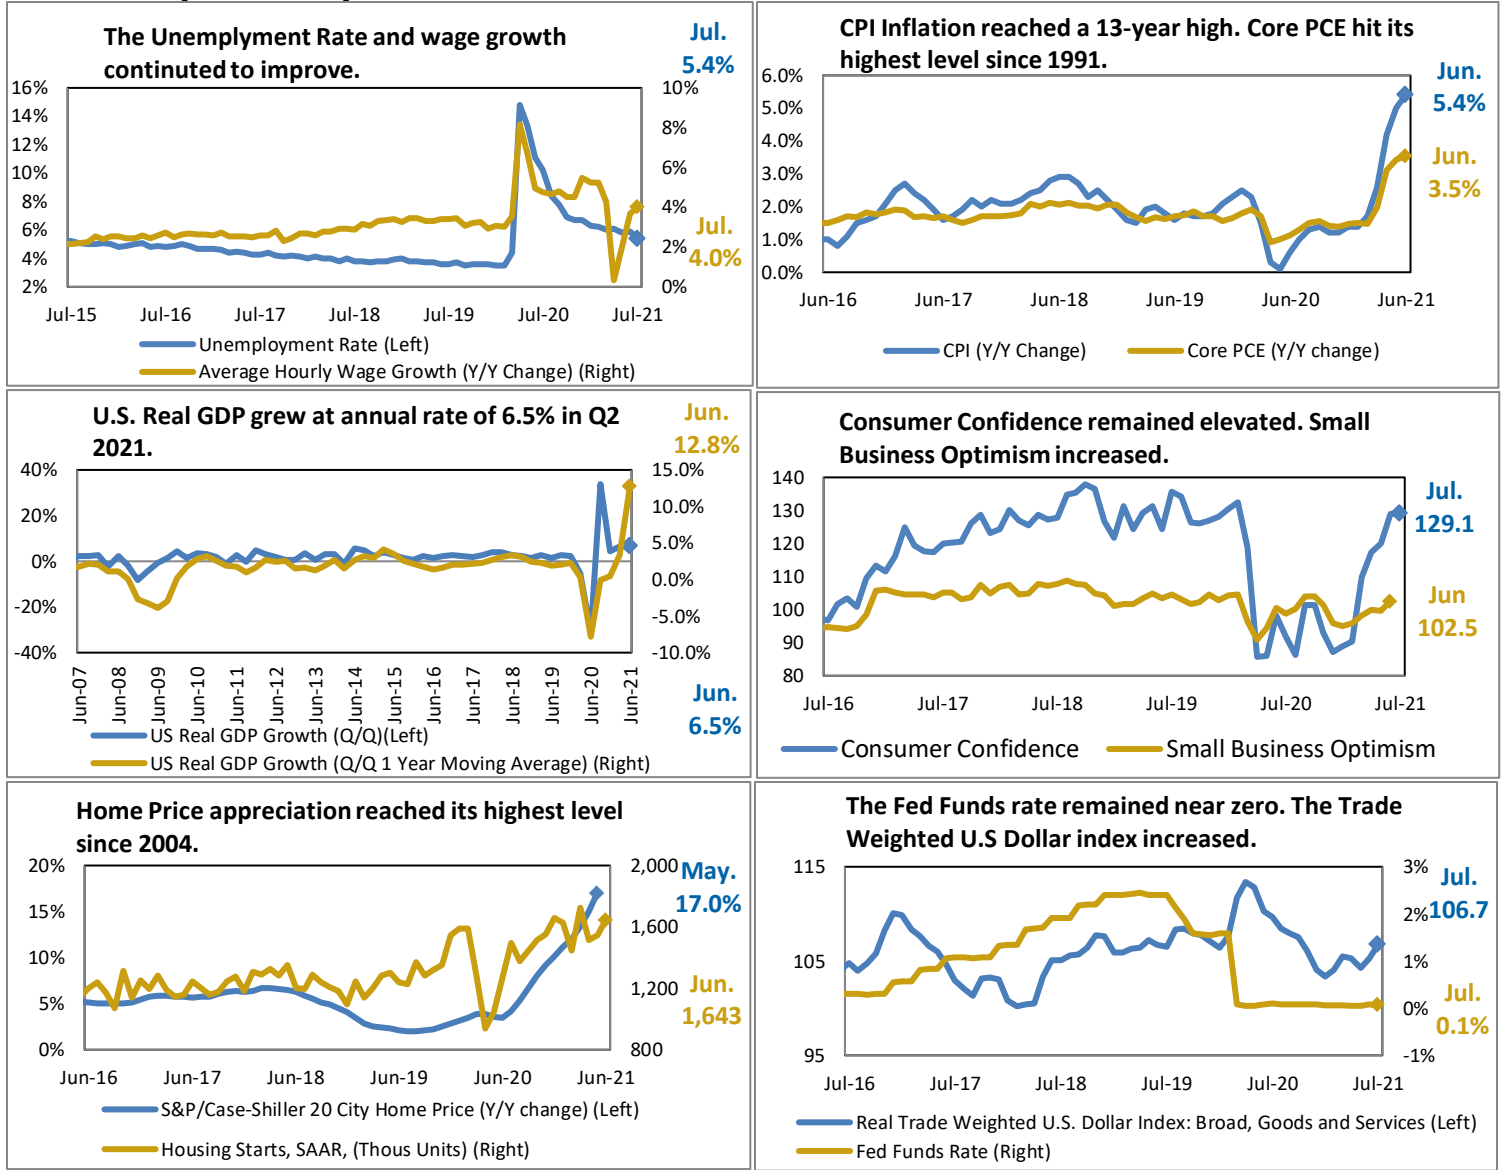 The Unemplyment Rate and wage growth
continuted to improve.
Jul.
5.4%
16%
14%
12%
10%
8%
6%
4%
2%
10%
8%
6%
4%
2%
0%
Jul.
4.0%
Jul-15
Jul-16
Jul-17
Jul-18
Jul-19
Jul-20
Jul-21
Unemployment Rate (Left)
Average Hourly Wage Growth (Y/Y Change) (Right)
CPI Inflation reached a 13-year high. Core PCE hit its
highest level since 1991.
Jun.
5.4%
Jun.
3.5%
6.0%
5.0%
4.0%
3.0%
2.0%
1.0%
0.0%
Jun-16
Jun-17
Jun-18
Jun-19
Jun-20
Jun-21
CPI (Y/Y Change)
Core PCE (Y/Y change)
U.S. Real GDP grew at annual rate of 6.5% in Q2
2021.
Jun.
12.8%
40%
20%
0%
-20%
-40%
15.0%
10.0%
5.0%
0.0%
-5.0%
-10.0%
Jun-07
Jun-08
Jun-09
Jun-10
Jun-11
Jun-12
Jun-13
Jun-14
Jun-15
Jun-16
Jun-17
Jun-18
Jun-19
Jun-20
Jun-21
Jun.
6.5%
US Real GDP Growth (Q/Q)(Left)
US Real GDP Growth (Q/Q 1 Year Moving Average) (Right)
Consumer Confidence remained elevated. Small
Business Optimism increased.
140
130
120
110
100
90
80
Jul.
129.1
Jun
102.5
Jul-16
Jul-17
Jul-18
Jul-19
Jul-20
Jul-21
Consumer Confidence
Small Business Optimism
Home Price appreciation reached its highest level
since 2004.
20%
15%
10%
5%
0%
2,000
1,600
1,200
800
May.
17.0%
Jun.
1,643
Jun-16
Jun-17
Jun-18
Jun-19
Jun-20
Jun-21
S&P/Case-Shiller 20 City Home Price (Y/Y change) (Left)
Housing Starts, SAAR, (Thous Units) (Right)
The Fed Funds rate remained near zero. The Trade
Weighted U.S Dollar index increased.
115
105
95
3%
2%
1%
0%
-1%
Jul.
106.7
Jul.
0.1%
Jul-16
Jul-17
Jul-18
Jul-19
Jul-20
Jul-21
Real Trade Weighted U.S. Dollar Index: Broad, Goods and Services (Left)
Fed Funds Rate (Right)